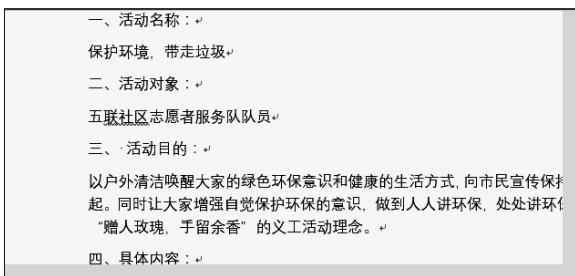 一、活动名称：
保护环境，带走垃圾
二、活动对象：
五联社区志愿者服务队队员
三、·活动目的：
以户外清洁唤醒大家的绿色环保意识和健康的生活方式，向市民宣传保持
起。同时让大家增强自觉保护环保的意识，做到人人讲环保，处处讲环保
“赠人玫瑰，手留余香”的义工活动理念。
四、具体内容：